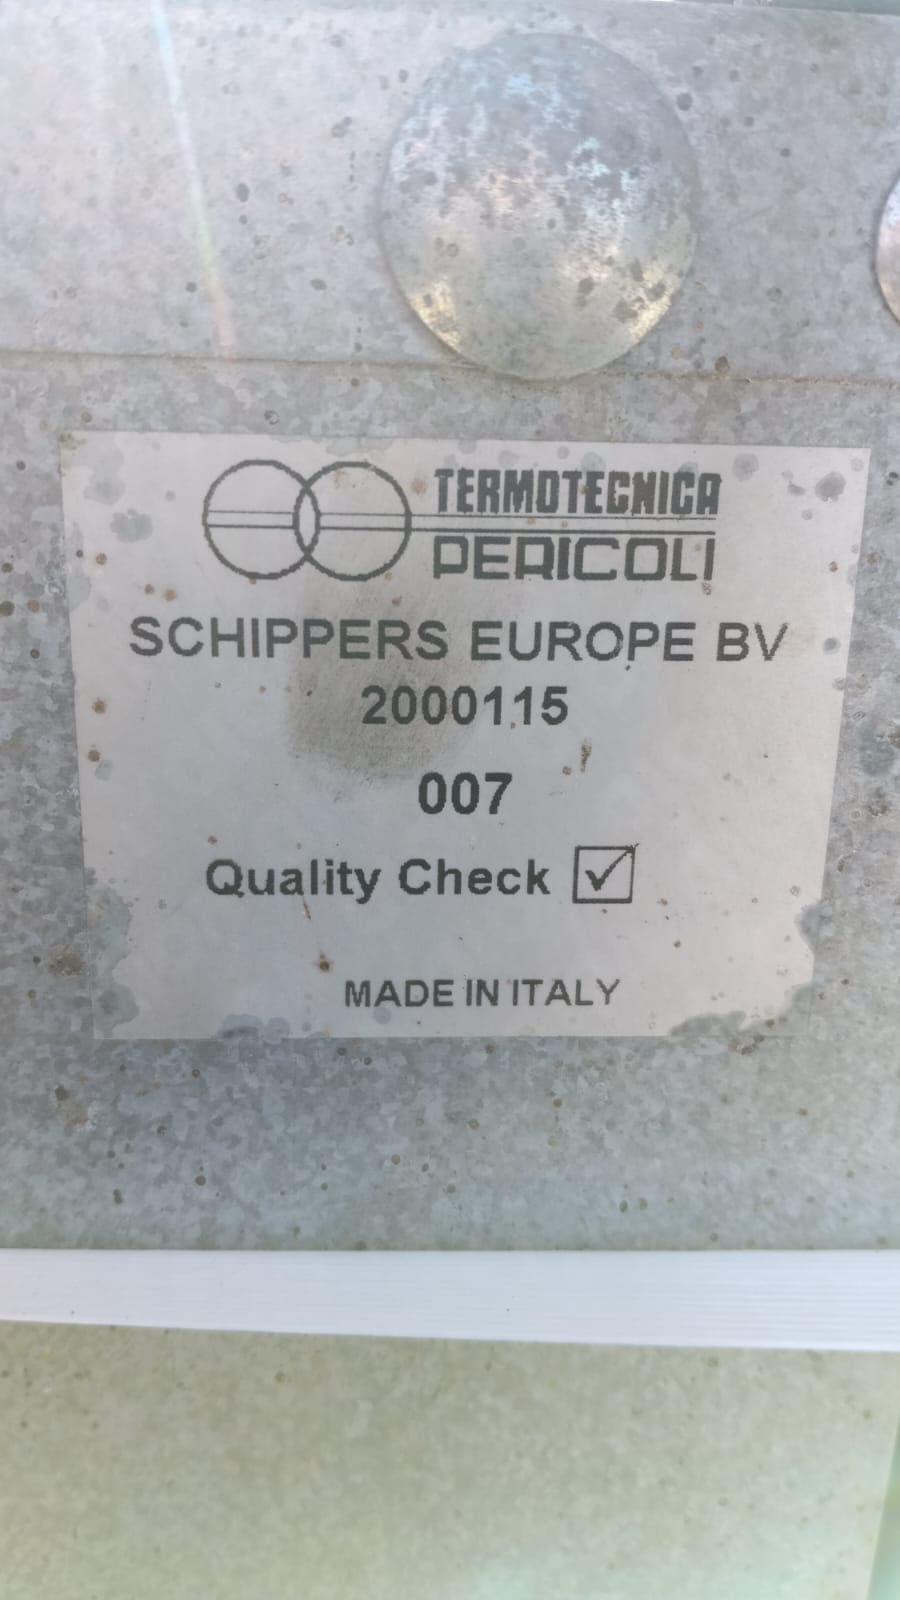 TERMOTECNICA
PERICOLI
SCHIPPERS EUROPE BV
2000115
007
Quality Check ☑
MADE IN ITALY